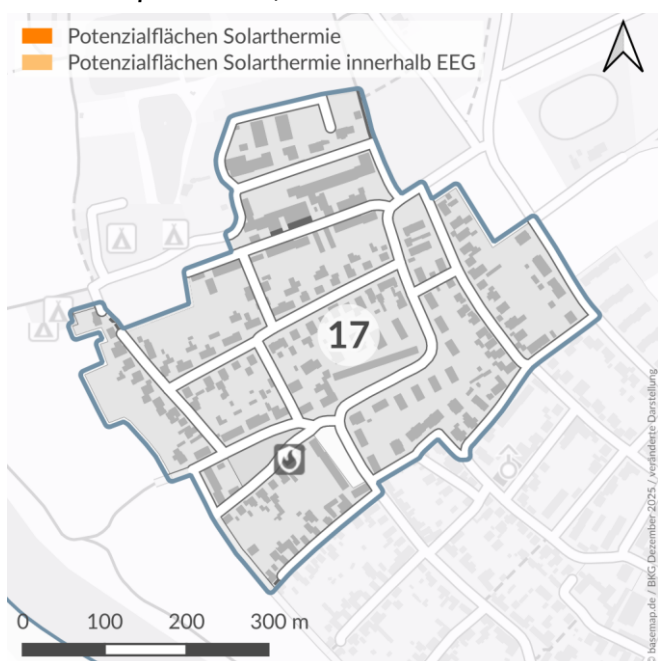 Potenzialflächen Solarthermie
Potenzialflächen Solarthermie innerhalb EEG
17
0 100 200 300 m
© basemap.de / BKG Dezember 2025 / veränderte Darstellung